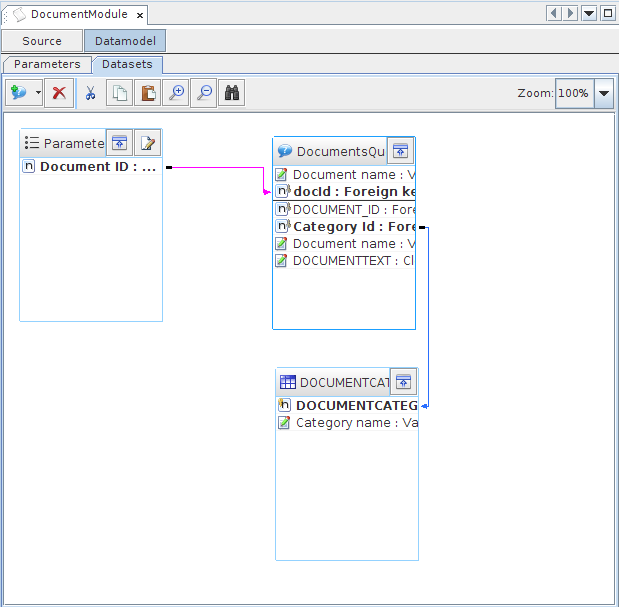 DocumentModule
Source Datamodel
Parameters Datasets
Zoom: 100%
Paramete
Document ID : ...
DocumentsQu
Document name : V
docId : Foreign ke
DOCUMENT_ID : Fore
Category Id : Fore
Document name : V
DOCUMENTTEXT : Cl
DOCUMENTCAT
DOCUMENTCATEG
Category name : Va